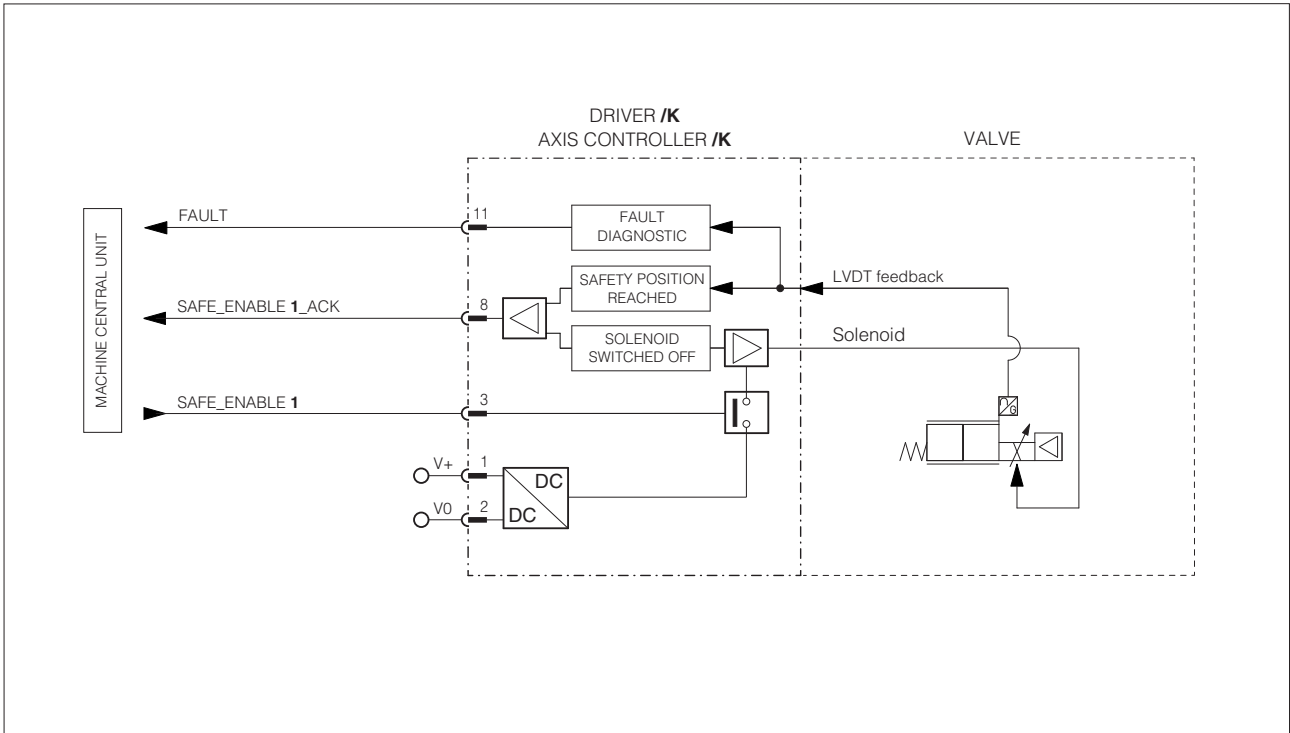 DRIVER /K
AXIS CONTROLLER /K
VALVE
MACHINE CENTRAL UNIT
FAULT
11
FAULT
DIAGNOSTIC
SAFETY POSITION
REACHED
LVDT feedback
SAFE_ENABLE 1_ACK
8
SOLENOID
SWITCHED OFF
Solenoid
SAFE_ENABLE 1
3
V+
1
DC
DC
V0
2
G